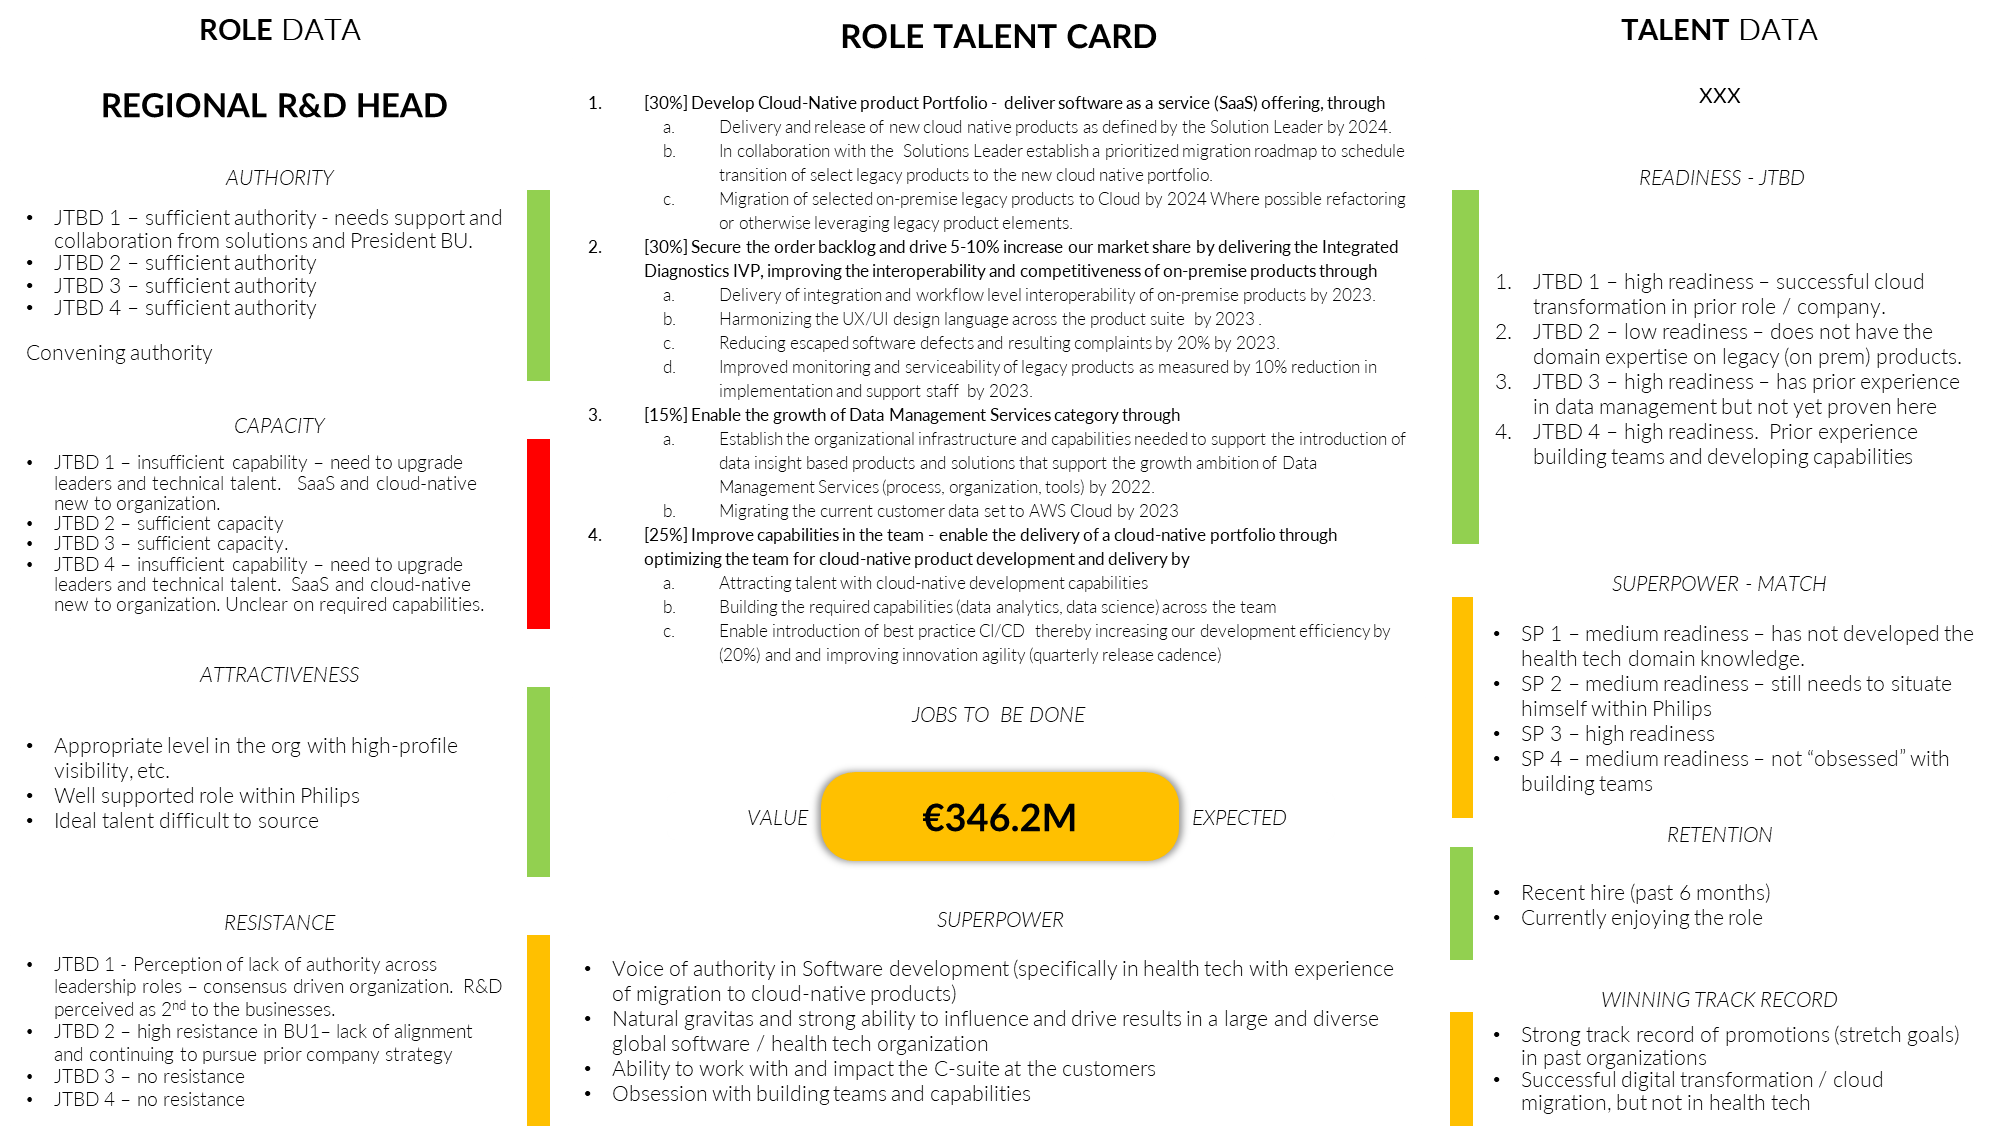 ROLE DATA
REGIONAL R&D HEAD
AUTHORITY
• JTBD 1 – sufficient authority - needs support and
collaboration from solutions and President BU.
• JTBD 2 – sufficient authority
• JTBD 3 – sufficient authority
• JTBD 4 – sufficient authority
Convening authority
CAPACITY
• JTBD 1 – insufficient capability – need to upgrade
leaders and technical talent. SaaS and cloud-native
new to organization.
• JTBD 2 – sufficient capacity
• JTBD 3 – sufficient capacity.
• JTBD 4 – insufficient capability – need to upgrade
leaders and technical talent. SaaS and cloud-native
new to organization. Unclear on required capabilities.
ATTRACTIVENESS
• Appropriate level in the org with high-profile
visibility, etc.
• Well supported role within Philips
• Ideal talent difficult to source
RESISTANCE
• JTBD 1 - Perception of lack of authority across
leadership roles – consensus driven organization. R&D
perceived as 2nd to the businesses.
• JTBD 2 – high resistance in BU1– lack of alignment
and continuing to pursue prior company strategy
• JTBD 3 – no resistance
• JTBD 4 – no resistance
ROLE TALENT CARD
1. [30%] Develop Cloud-Native product Portfolio - deliver software as a service (SaaS) offering, through
a. Delivery and release of new cloud native products as defined by the Solution Leader by 2024.
b. In collaboration with the Solutions Leader establish a prioritized migration roadmap to schedule
transition of select legacy products to the new cloud native portfolio.
c. Migration of selected on-premise legacy products to Cloud by 2024 Where possible refactoring
or otherwise leveraging legacy product elements.
2. [30%] Secure the order backlog and drive 5-10% increase our market share by delivering the Integrated
Diagnostics IVP, improving the interoperability and competitiveness of on-premise products through
a. Delivery of integration and workflow level interoperability of on-premise products by 2023.
b. Harmonizing the UX/UI design language across the product suite by 2023 .
c. Reducing escaped software defects and resulting complaints by 20% by 2023.
d. Improved monitoring and serviceability of legacy products as measured by 10% reduction in
implementation and support staff by 2023.
3. [15%] Enable the growth of Data Management Services category through
a. Establish the organizational infrastructure and capabilities needed to support the introduction of
data insight based products and solutions that support the growth ambition of Data
Management Services (process, organization, tools) by 2022.
b. Migrating the current customer data set to AWS Cloud by 2023
4. [25%] Improve capabilities in the team - enable the delivery of a cloud-native portfolio through
optimizing the team for cloud-native product development and delivery by
a. Attracting talent with cloud-native development capabilities
b. Building the required capabilities (data analytics, data science) across the team
c. Enable introduction of best practice CI/CD thereby increasing our development efficiency by
(20%) and and improving innovation agility (quarterly release cadence)
JOBS TO BE DONE
VALUE €346.2M EXPECTED
SUPERPOWER
• Voice of authority in Software development (specifically in health tech with experience
of migration to cloud-native products)
• Natural gravitas and strong ability to influence and drive results in a large and diverse
global software / health tech organization
• Ability to work with and impact the C-suite at the customers
• Obsession with building teams and capabilities
TALENT DATA
XXX
READINESS - JTBD
1. JTBD 1 – high readiness – successful cloud
transformation in prior role / company.
2. JTBD 2 – low readiness – does not have the
domain expertise on legacy (on prem) products.
3. JTBD 3 – high readiness – has prior experience
in data management but not yet proven here
4. JTBD 4 – high readiness. Prior experience
building teams and developing capabilities
SUPERPOWER - MATCH
• SP 1 – medium readiness – has not developed the
health tech domain knowledge.
• SP 2 – medium readiness – still needs to situate
himself within Philips
• SP 3 – high readiness
• SP 4 – medium readiness – not “obsessed” with
building teams
RETENTION
• Recent hire (past 6 months)
• Currently enjoying the role
WINNING TRACK RECORD
• Strong track record of promotions (stretch goals)
in past organizations
• Successful digital transformation / cloud
migration, but not in health tech